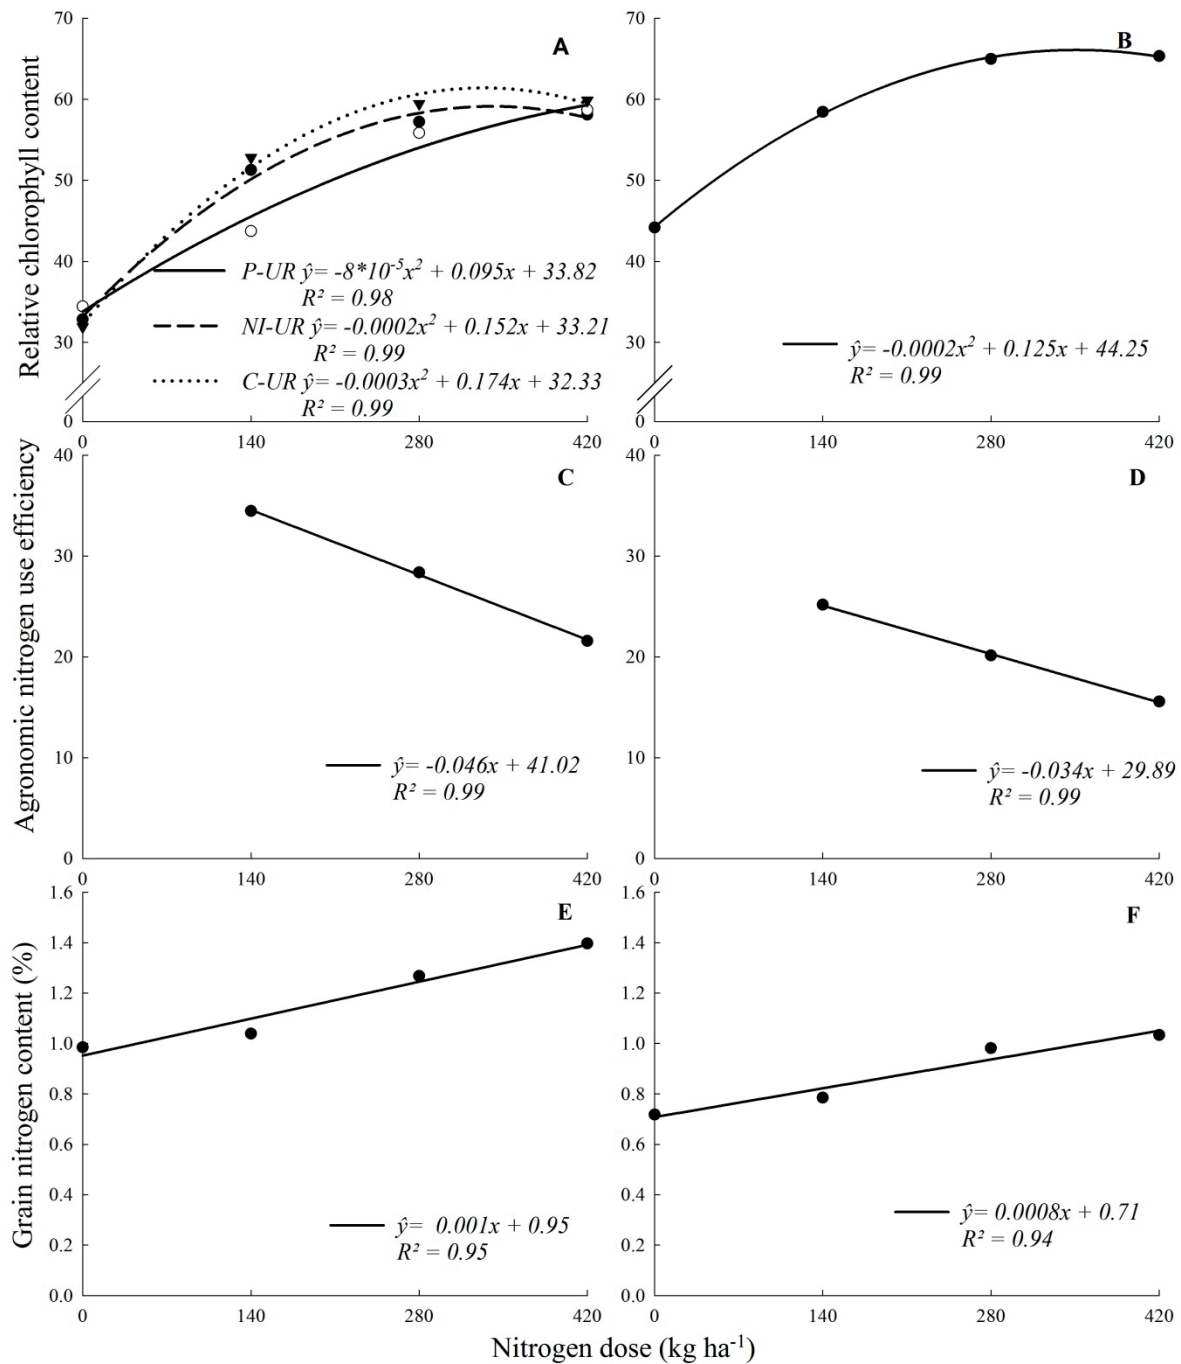 70
60
50
40
30
0
Relative chlorophyll content
A
P-UR ŷ= -8*10⁻⁵x² + 0.095x + 33.82
R² = 0.98
NI-UR ŷ= -0.0002x² + 0.152x + 33.21
R² = 0.99
C-UR ŷ= -0.0003x² + 0.174x + 32.33
R² = 0.99
0 140 280 420
70
60
50
40
30
0
B
ŷ= -0.0002x² + 0.125x + 44.25
R² = 0.99
0 140 280 420
40
30
20
10
0
Agronomic nitrogen use efficiency
C
ŷ= -0.046x + 41.02
R² = 0.99
0 140 280 420
40
30
20
10
0
D
ŷ= -0.034x + 29.89
R² = 0.99
0 140 280 420
1.6
1.4
1.2
1.0
0.8
0.6
0.4
0.2
0.0
Grain nitrogen content (%)
E
ŷ= 0.001x + 0.95
R² = 0.95
0 140 280 420
1.6
1.4
1.2
1.0
0.8
0.6
0.4
0.2
0.0
F
ŷ= 0.0008x + 0.71
R² = 0.94
0 140 280 420
Nitrogen dose (kg ha⁻¹)